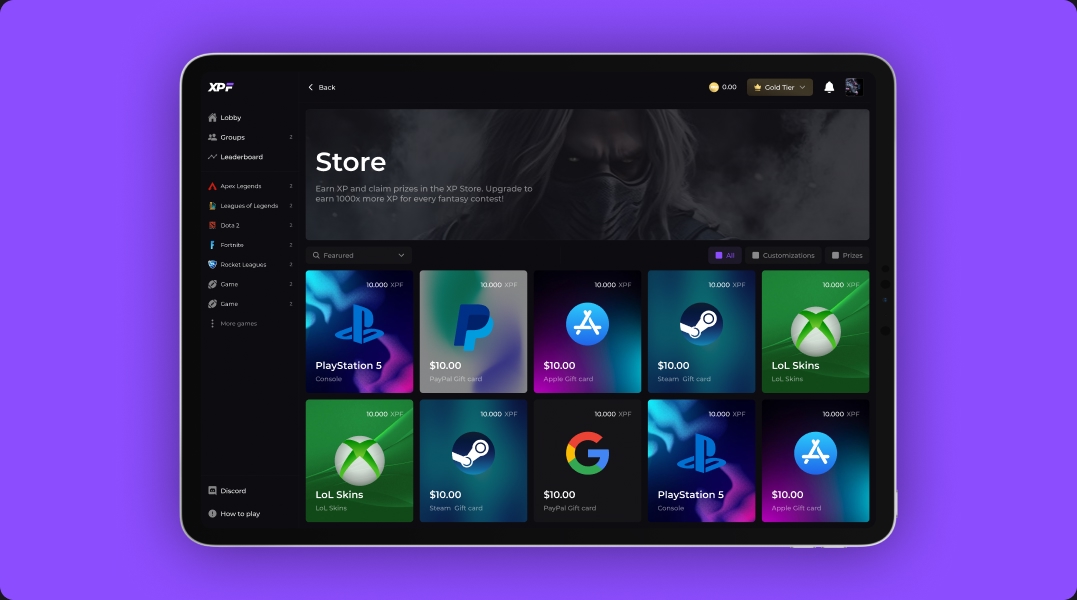 XPF
Back
0.00
Gold Tier
Lobby
Groups 2
Leaderboard
Apex Legends 2
Leagues of Legends 2
Dota 2 2
Fortnite 2
Rocket Leagues 2
Game 2
Game 2
More games
Discord
How to play
Store
Earn XP and claim prizes in the XP Store. Upgrade to
earn 1000x more XP for every fantasy contest!
Fearured
All
Customizations
Prizes
10.000 XPF
PlayStation 5
Console
10.000 XPF
$10.00
PayPal Gift card
10.000 XPF
$10.00
Apple Gift card
10.000 XPF
$10.00
Steam Gift card
10.000 XPF
LoL Skins
LoL Skins
10.000 XPF
LoL Skins
LoL Skins
10.000 XPF
$10.00
Steam Gift card
10.000 XPF
$10.00
PayPal Gift card
10.000 XPF
PlayStation 5
Console
10.000 XPF
$10.00
Apple Gift card